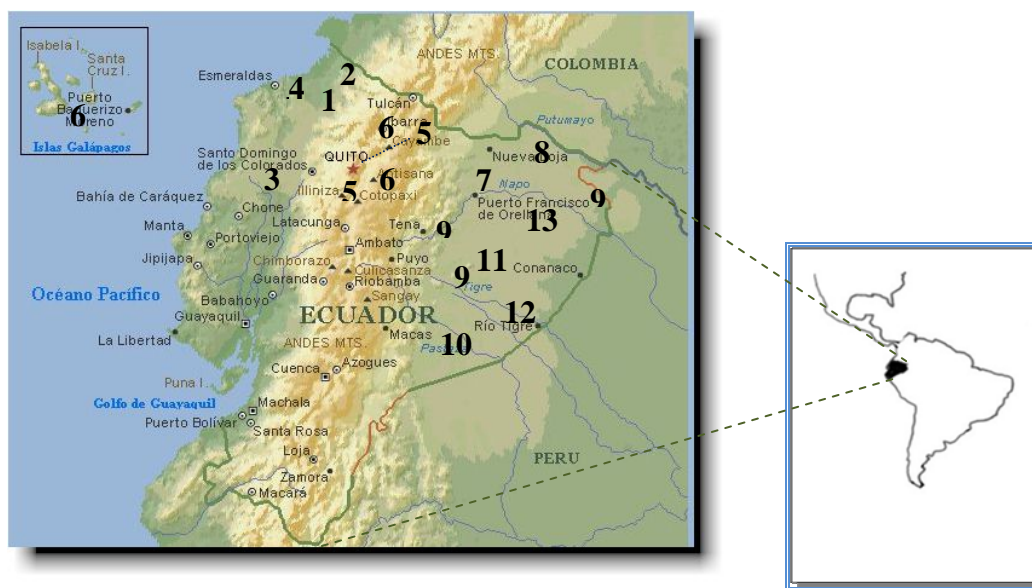 Isabela I.
Santa
Cruz I.
Puerto
Baquerizo
Moreno
6
Islas Galápagos
ANDES MTS.
COLOMBIA
Esmeraldas
4
2
1
Tulcán
Ibarra
6
5
Cayambe
Putumayo
8
Nueva Loja
QUITO
Santo Domingo
de los Colorados
3
Antisana
6
Illiniza
5
Cotopaxi
7
Napo
Puerto Francisco
de Orellana
9
13
Bahía de Caráquez
Chone
Latacunga
Tena
9
Manta
Portoviejo
Ambato
Jipijapa
Chimborazo
Puyo
11
Culicasanza
9
Conanaco
Guaranda
Riobamba
Tigre
Océano Pacífico
Babahoyo
Sangay
Guayaquil
ECUADOR
12
Río Tigre
La Libertad
Macas
10
Pastaza
ANDES MTS.
Azogues
Cuenca
Puna I.
Golfo de Guayaquil
Machala
Puerto Bolívar
Santa Rosa
Loja
PERU
Zamora
Macará